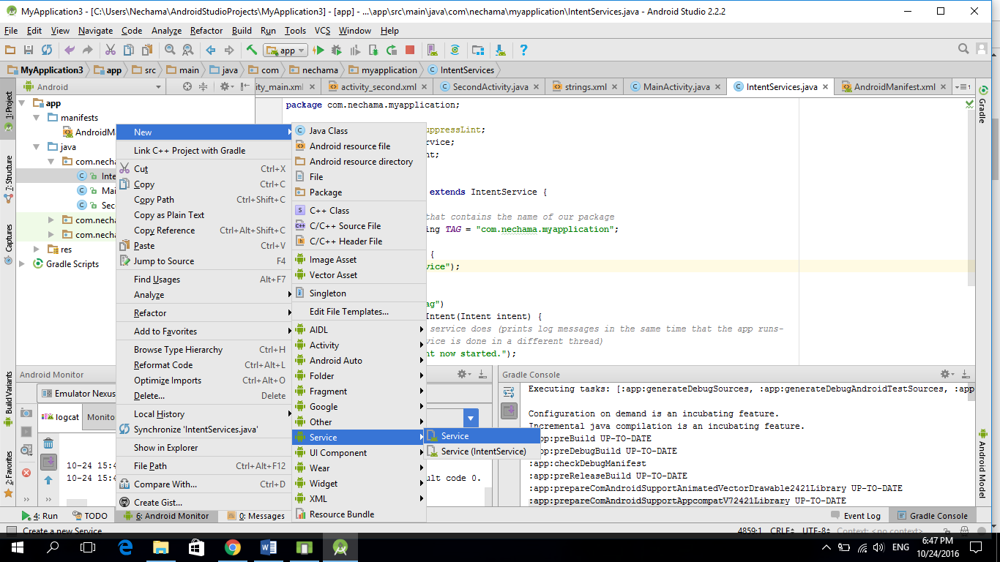 MyApplication3 - [C:\Users\Nechama\AndroidStudioProjects\MyApplication3] - [app] - ...\app\src\main\java\com\nechama\myapplication\IntentServices.java - Android Studio 2.2.2
File Edit View Navigate Code Analyze Refactor Build Run Tools VCS Window Help
app
MyApplication3 app src main java com nechama myapplication IntentServices
Android
ity_main.xml activity_second.xml SecondActivity.java strings.xml MainActivity.java IntentServices.java AndroidManifest.xml
1: Project
7: Structure
Captures
Build Variants
2: Favorites
app
manifests
AndroidM
java
com.necha
Inte
Mai
Sec
com.necha
com.necha
res
Gradle Scripts
New
Link C++ Project with Gradle
Cut Ctrl+X
Copy Ctrl+C
Copy Path Ctrl+Shift+C
Copy as Plain Text
Copy Reference Ctrl+Alt+Shift+C
Paste Ctrl+V
Jump to Source F4
Find Usages Alt+F7
Analyze
Refactor
Add to Favorites
Browse Type Hierarchy Ctrl+H
Reformat Code Ctrl+Alt+L
Optimize Imports Ctrl+Alt+O
Delete... Delete
Local History
Synchronize 'IntentServices.java'
Show in Explorer
File Path Ctrl+Alt+F12
Compare With... Ctrl+D
Create Gist...
Java Class
Android resource file
Android resource directory
File
Package
C++ Class
C/C++ Source File
C/C++ Header File
Image Asset
Vector Asset
Singleton
Edit File Templates...
AIDL
Activity
Android Auto
Folder
Fragment
Google
Other
Service
UI Component
Wear
Widget
XML
Resource Bundle
Service
Service (IntentService)
package com.nechama.myapplication;
uppressLint;
rvice;
nt;
extends IntentService {
that contains the name of our package
ing TAG = "com.nechama.myapplication";
{
vice");
ag")
Intent(Intent intent) {
service does (prints log messages in the same time that the app runs-
vice is done in a different thread)
nt now started.");
Gradle
Android Model
Android Monitor
Emulator Nexus
logcat Monito
10-24 15:4
10-24 15:4
ult code 0.
Gradle Console
Executing tasks: [:app:generateDebugSources, :app:generateDebugAndroidTestSources, :app
Configuration on demand is an incubating feature.
Incremental java compilation is an incubating feature.
:app:preBuild UP-TO-DATE
:app:preDebugBuild UP-TO-DATE
:app:checkDebugManifest
:app:preReleaseBuild UP-TO-DATE
:app:prepareComAndroidSupportAnimatedVectorDrawable2421Library UP-TO-DATE
:app:prepareComAndroidSupportAppcompatV72421Library UP-TO-DATE
4: Run TODO 6: Android Monitor 0: Messages Event Log Gradle Console
Create a new Service 4859:1 CRLF UTF-8 Context: <no context>
ENG
6:47 PM
10/24/2016